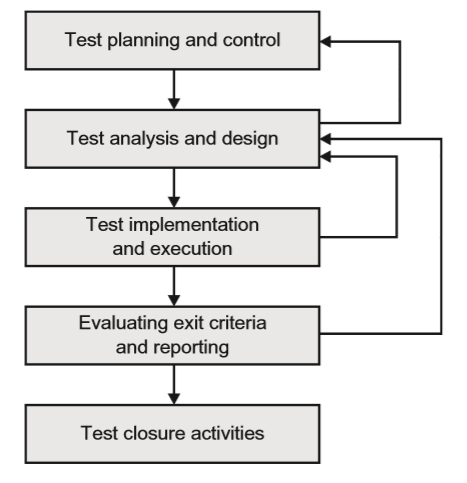 Test planning and control
Test analysis and design
Test implementation
and execution
Evaluating exit criteria
and reporting
Test closure activities